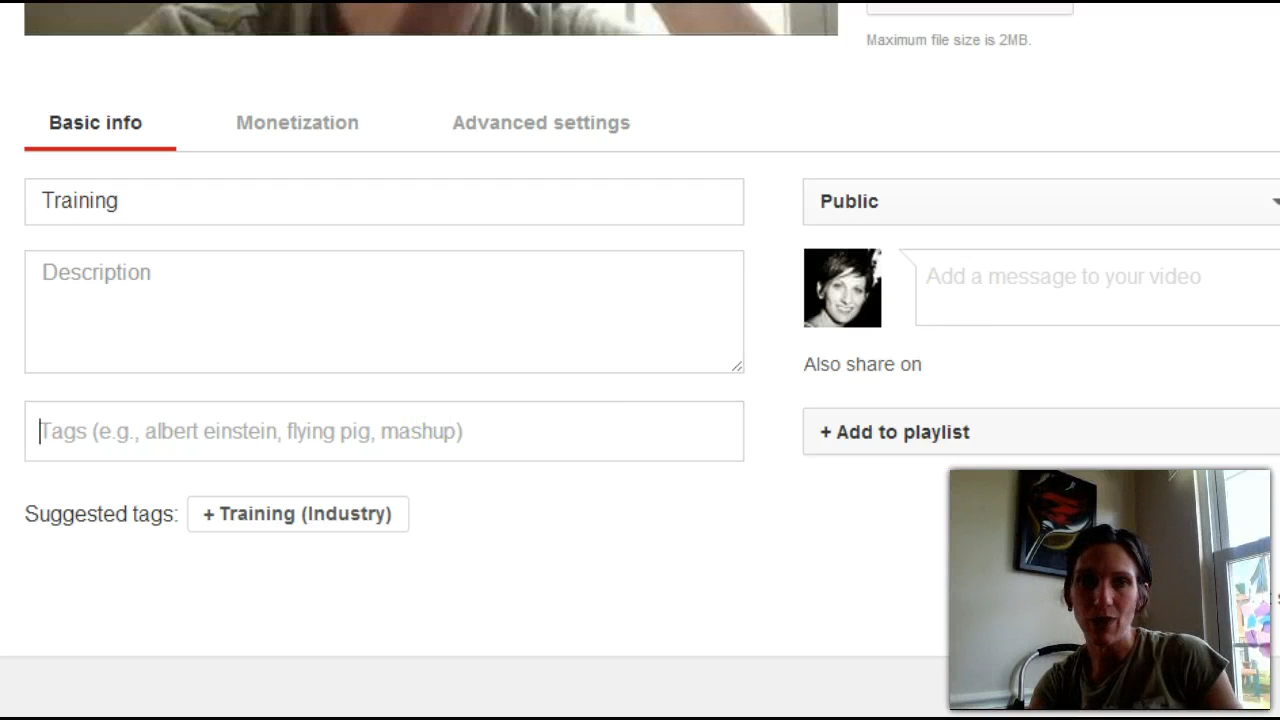 Maximum file size is 2MB.
Basic info Monetization Advanced settings
Training
Public
Description
Add a message to your video
Also share on
Tags (e.g., albert einstein, flying pig, mashup)
+ Add to playlist
Suggested tags: + Training (Industry)